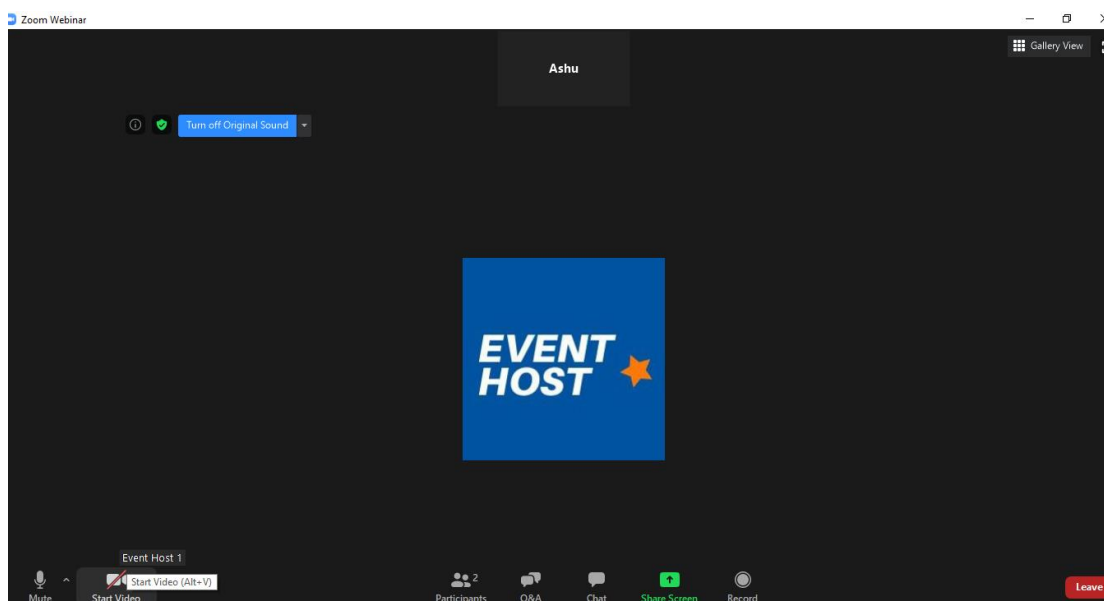 Zoom Webinar
Gallery View
Ashu
Turn off Original Sound
EVENT
HOST
Event Host 1
Start Video (Alt+V)
Mute
Start Video
2
Participants
Q&A
Chat
Share Screen
Record
Leave